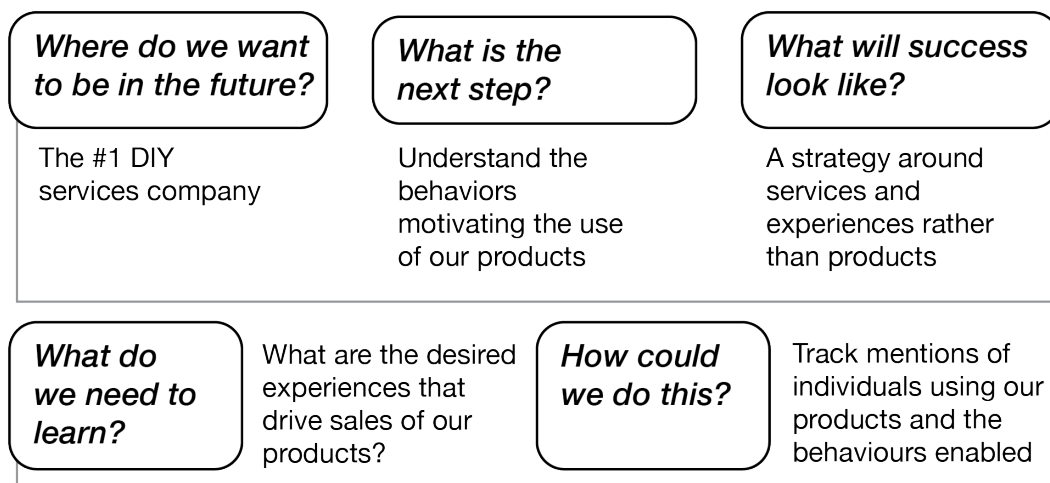 Where do we want
to be in the future?
The #1 DIY
services company
What is the
next step?
Understand the
behaviors
motivating the use
of our products
What will success
look like?
A strategy around
services and
experiences rather
than products
What do
we need to
learn?
What are the desired
experiences that
drive sales of our
products?
How could
we do this?
Track mentions of
individuals using our
products and the
behaviours enabled